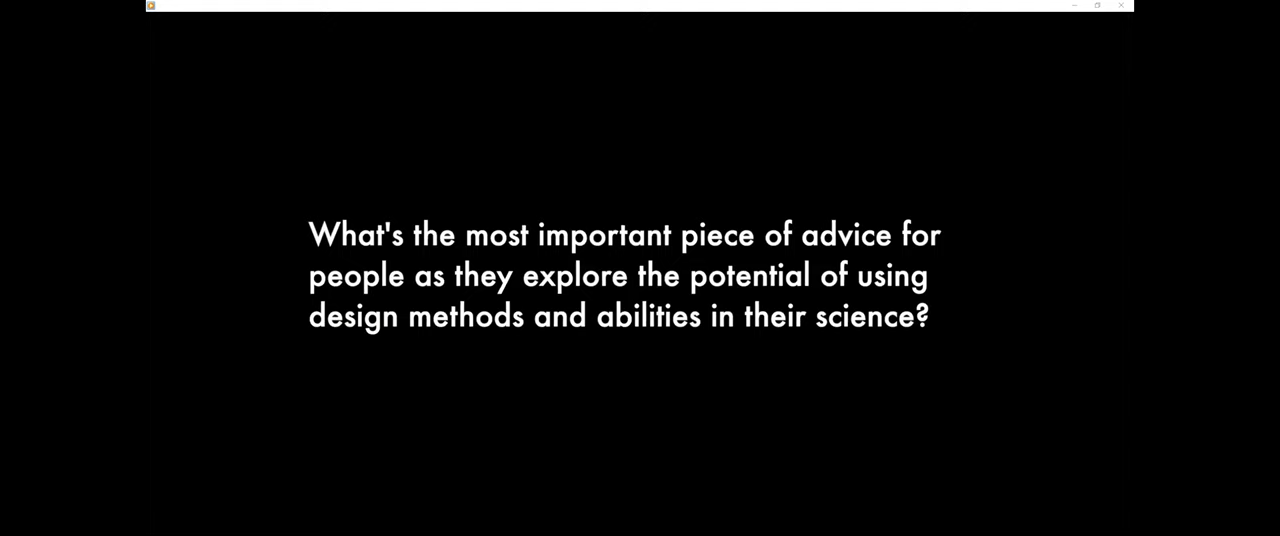 What's the most important piece of advice for
people as they explore the potential of using
design methods and abilities in their science?